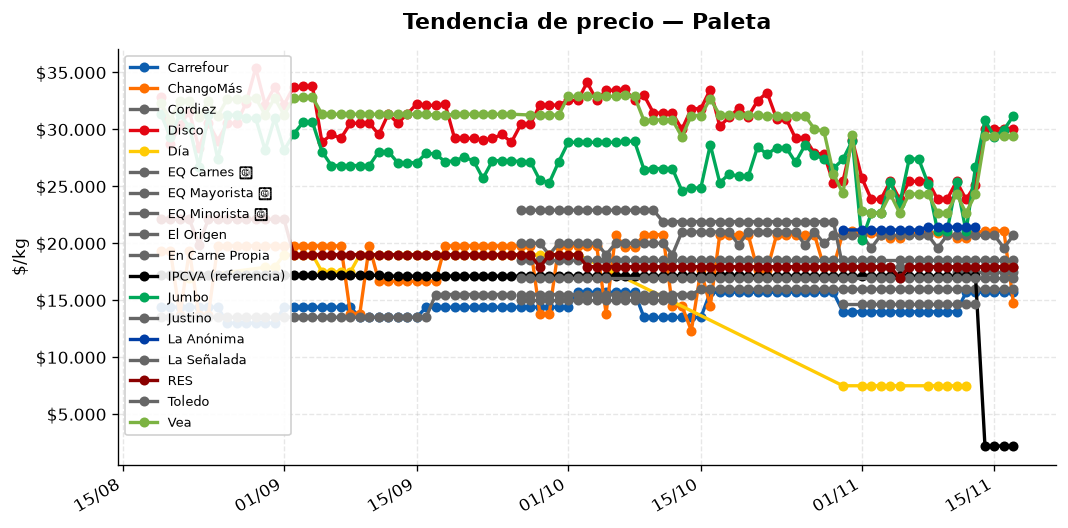 Tendencia de precio — Paleta
$/kg
$35.000
$30.000
$25.000
$20.000
$15.000
$10.000
$5.000
Carrefour
ChangoMás
Cordiez
Disco
Día
EQ Carnes
EQ Mayorista
EQ Minorista
El Origen
En Carne Propia
IPCVA (referencia)
Jumbo
Justino
La Anónima
La Señalada
RES
Toledo
Vea
15/08
01/09
15/09
01/10
15/10
01/11
15/11